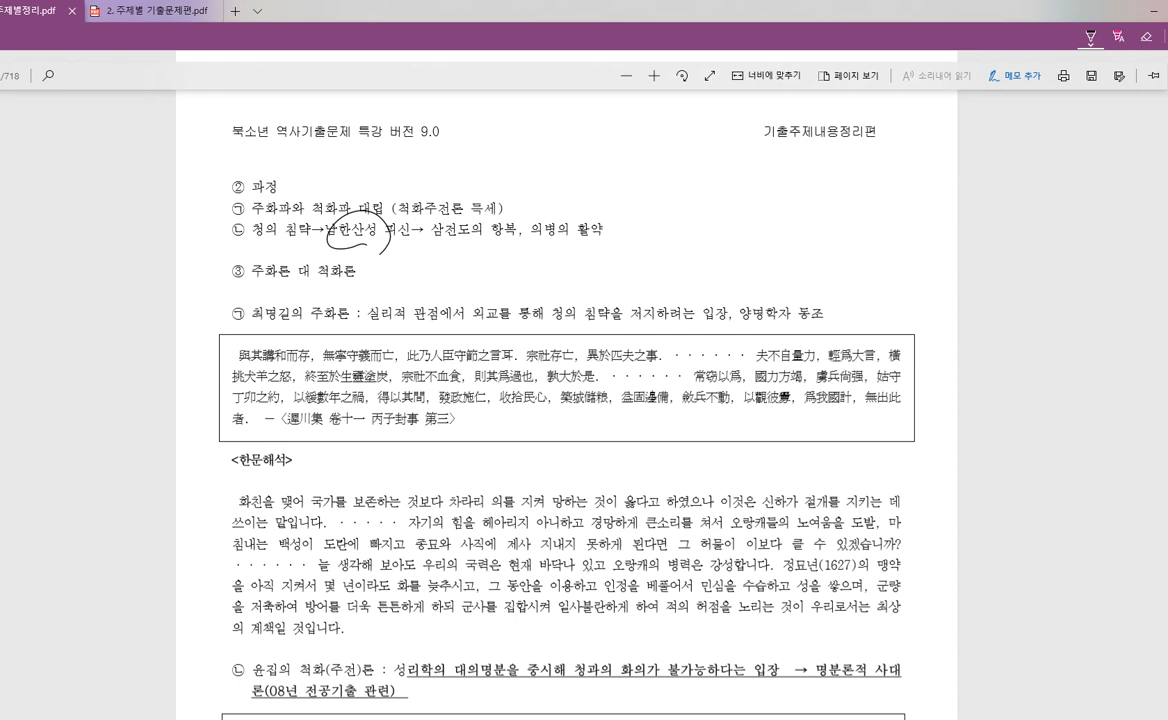 주제별정리.pdf
2. 주제별 기출문제편.pdf
/718
너비에 맞추기
페이지 보기
소리내어 읽기
메모 추가
북소년 역사기출문제 특강 버전 9.0
기출주제내용정리편
② 과정
㉠ 주화파와 척화파 대립 (척화주전론 득세)
㉡ 청의 침략→남한산성 피신→ 삼전도의 항복, 의병의 활약
③ 주화론 대 척화론
㉠ 최명길의 주화론 : 실리적 관점에서 외교를 통해 청의 침략을 저지하려는 입장, 양명학자 동조
與其講和而存, 無寧守義而亡, 此乃人臣守節之言耳. 宗社存亡, 異於匹夫之事. · · · · · · 夫不自量力, 輕爲大言, 橫
挑犬羊之怒, 終至於生靈塗炭, 宗社不血食, 則其爲過也, 孰大於是. · · · · · · 常窃以爲, 國力方竭, 虜兵尙强, 姑守
丁卯之約, 以緩數年之禍, 得以其間, 發政施仁, 收拾民心, 築城儲粮, 益固邊備, 斂兵不動, 以觀彼釁, 爲我國計, 無出此
者. - 〈遲川集 卷十一 丙子封事 第三〉
<한문해석>
화친을 맺어 국가를 보존하는 것보다 차라리 의를 지켜 망하는 것이 옳다고 하였으나 이것은 신하가 절개를 지키는 데
쓰이는 말입니다. · · · · · 자기의 힘을 헤아리지 아니하고 경망하게 큰소리를 쳐서 오랑캐들의 노여움을 도발, 마
침내는 백성이 도탄에 빠지고 종묘와 사직에 제사 지내지 못하게 된다면 그 허물이 이보다 클 수 있겠습니까?
· · · · · · 늘 생각해 보아도 우리의 국력은 현재 바닥나 있고 오랑캐의 병력은 강성합니다. 정묘년(1627)의 맹약
을 아직 지켜서 몇 년이라도 화를 늦추시고, 그 동안을 이용하고 인정을 베풀어서 민심을 수습하고 성을 쌓으며, 군량
을 저축하여 방어를 더욱 튼튼하게 하되 군사를 집합시켜 일사불란하게 하여 적의 허점을 노리는 것이 우리로서는 최상
의 계책일 것입니다.
㉡ 윤집의 척화(주전)론 : 성리학의 대의명분을 중시해 청과의 화의가 불가능하다는 입장 → 명분론적 사대
론(08년 전공기출 관련)